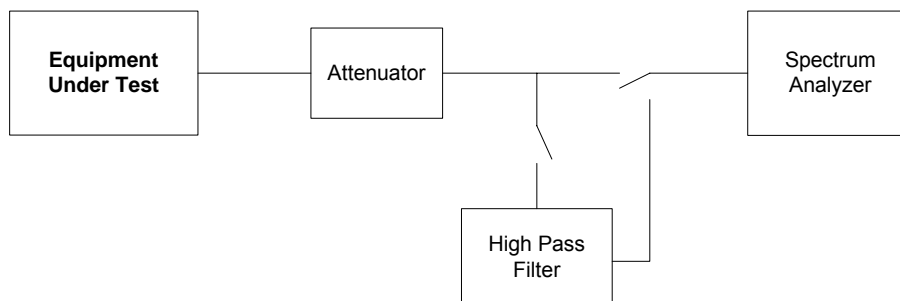 Equipment
Under Test
Attenuator
Spectrum
Analyzer
High Pass
Filter